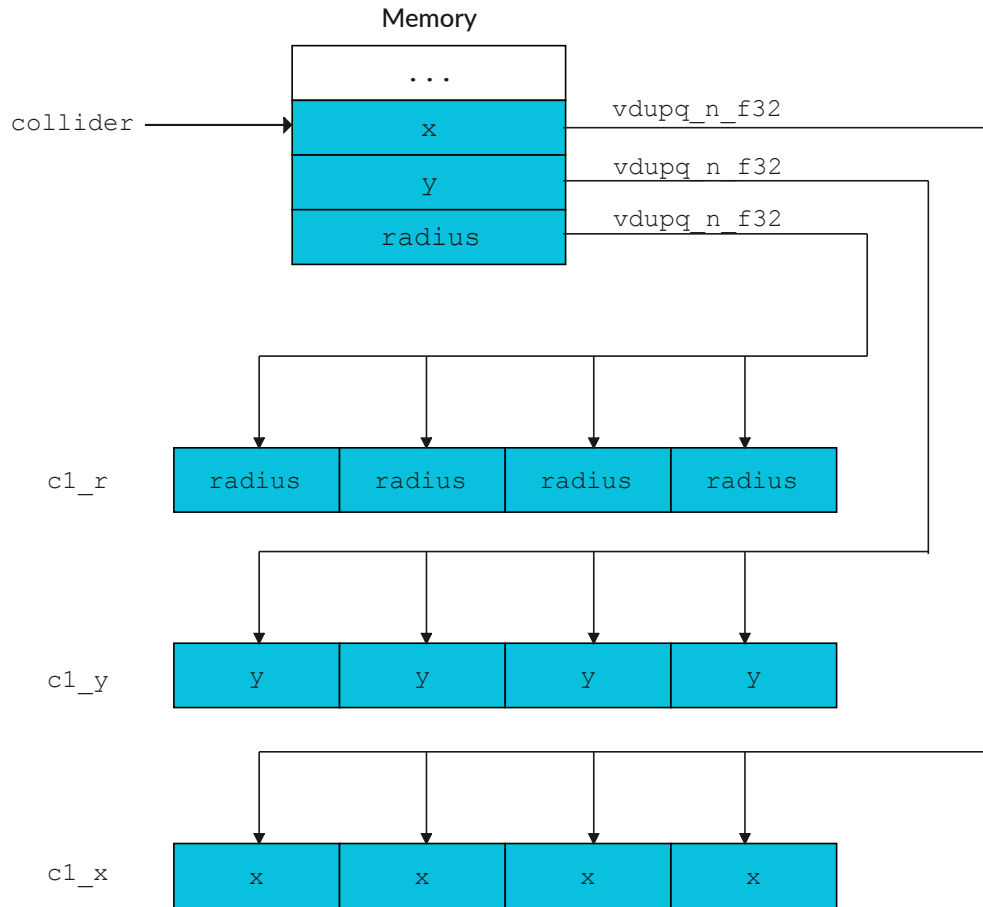 Memory
...
collider
x
vdupq_n_f32
y
vdupq_n_f32
radius
vdupq_n_f32
c1_r
radius radius radius radius
c1_y
y y y y
c1_x
x x x x